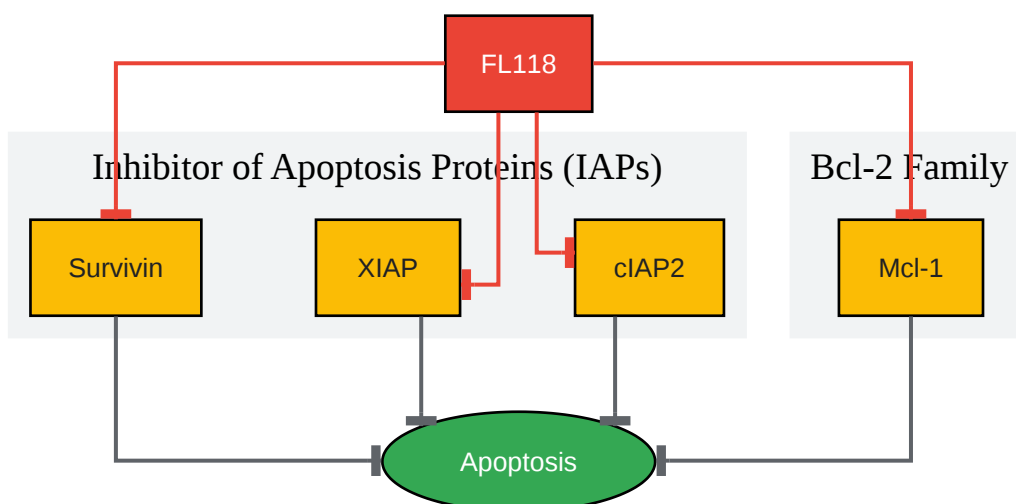 FL118
Inhibitor of Apoptosis Proteins (IAPs)
Bcl-2 Family
Survivin
XIAP
cIAP2
Mcl-1
Apoptosis